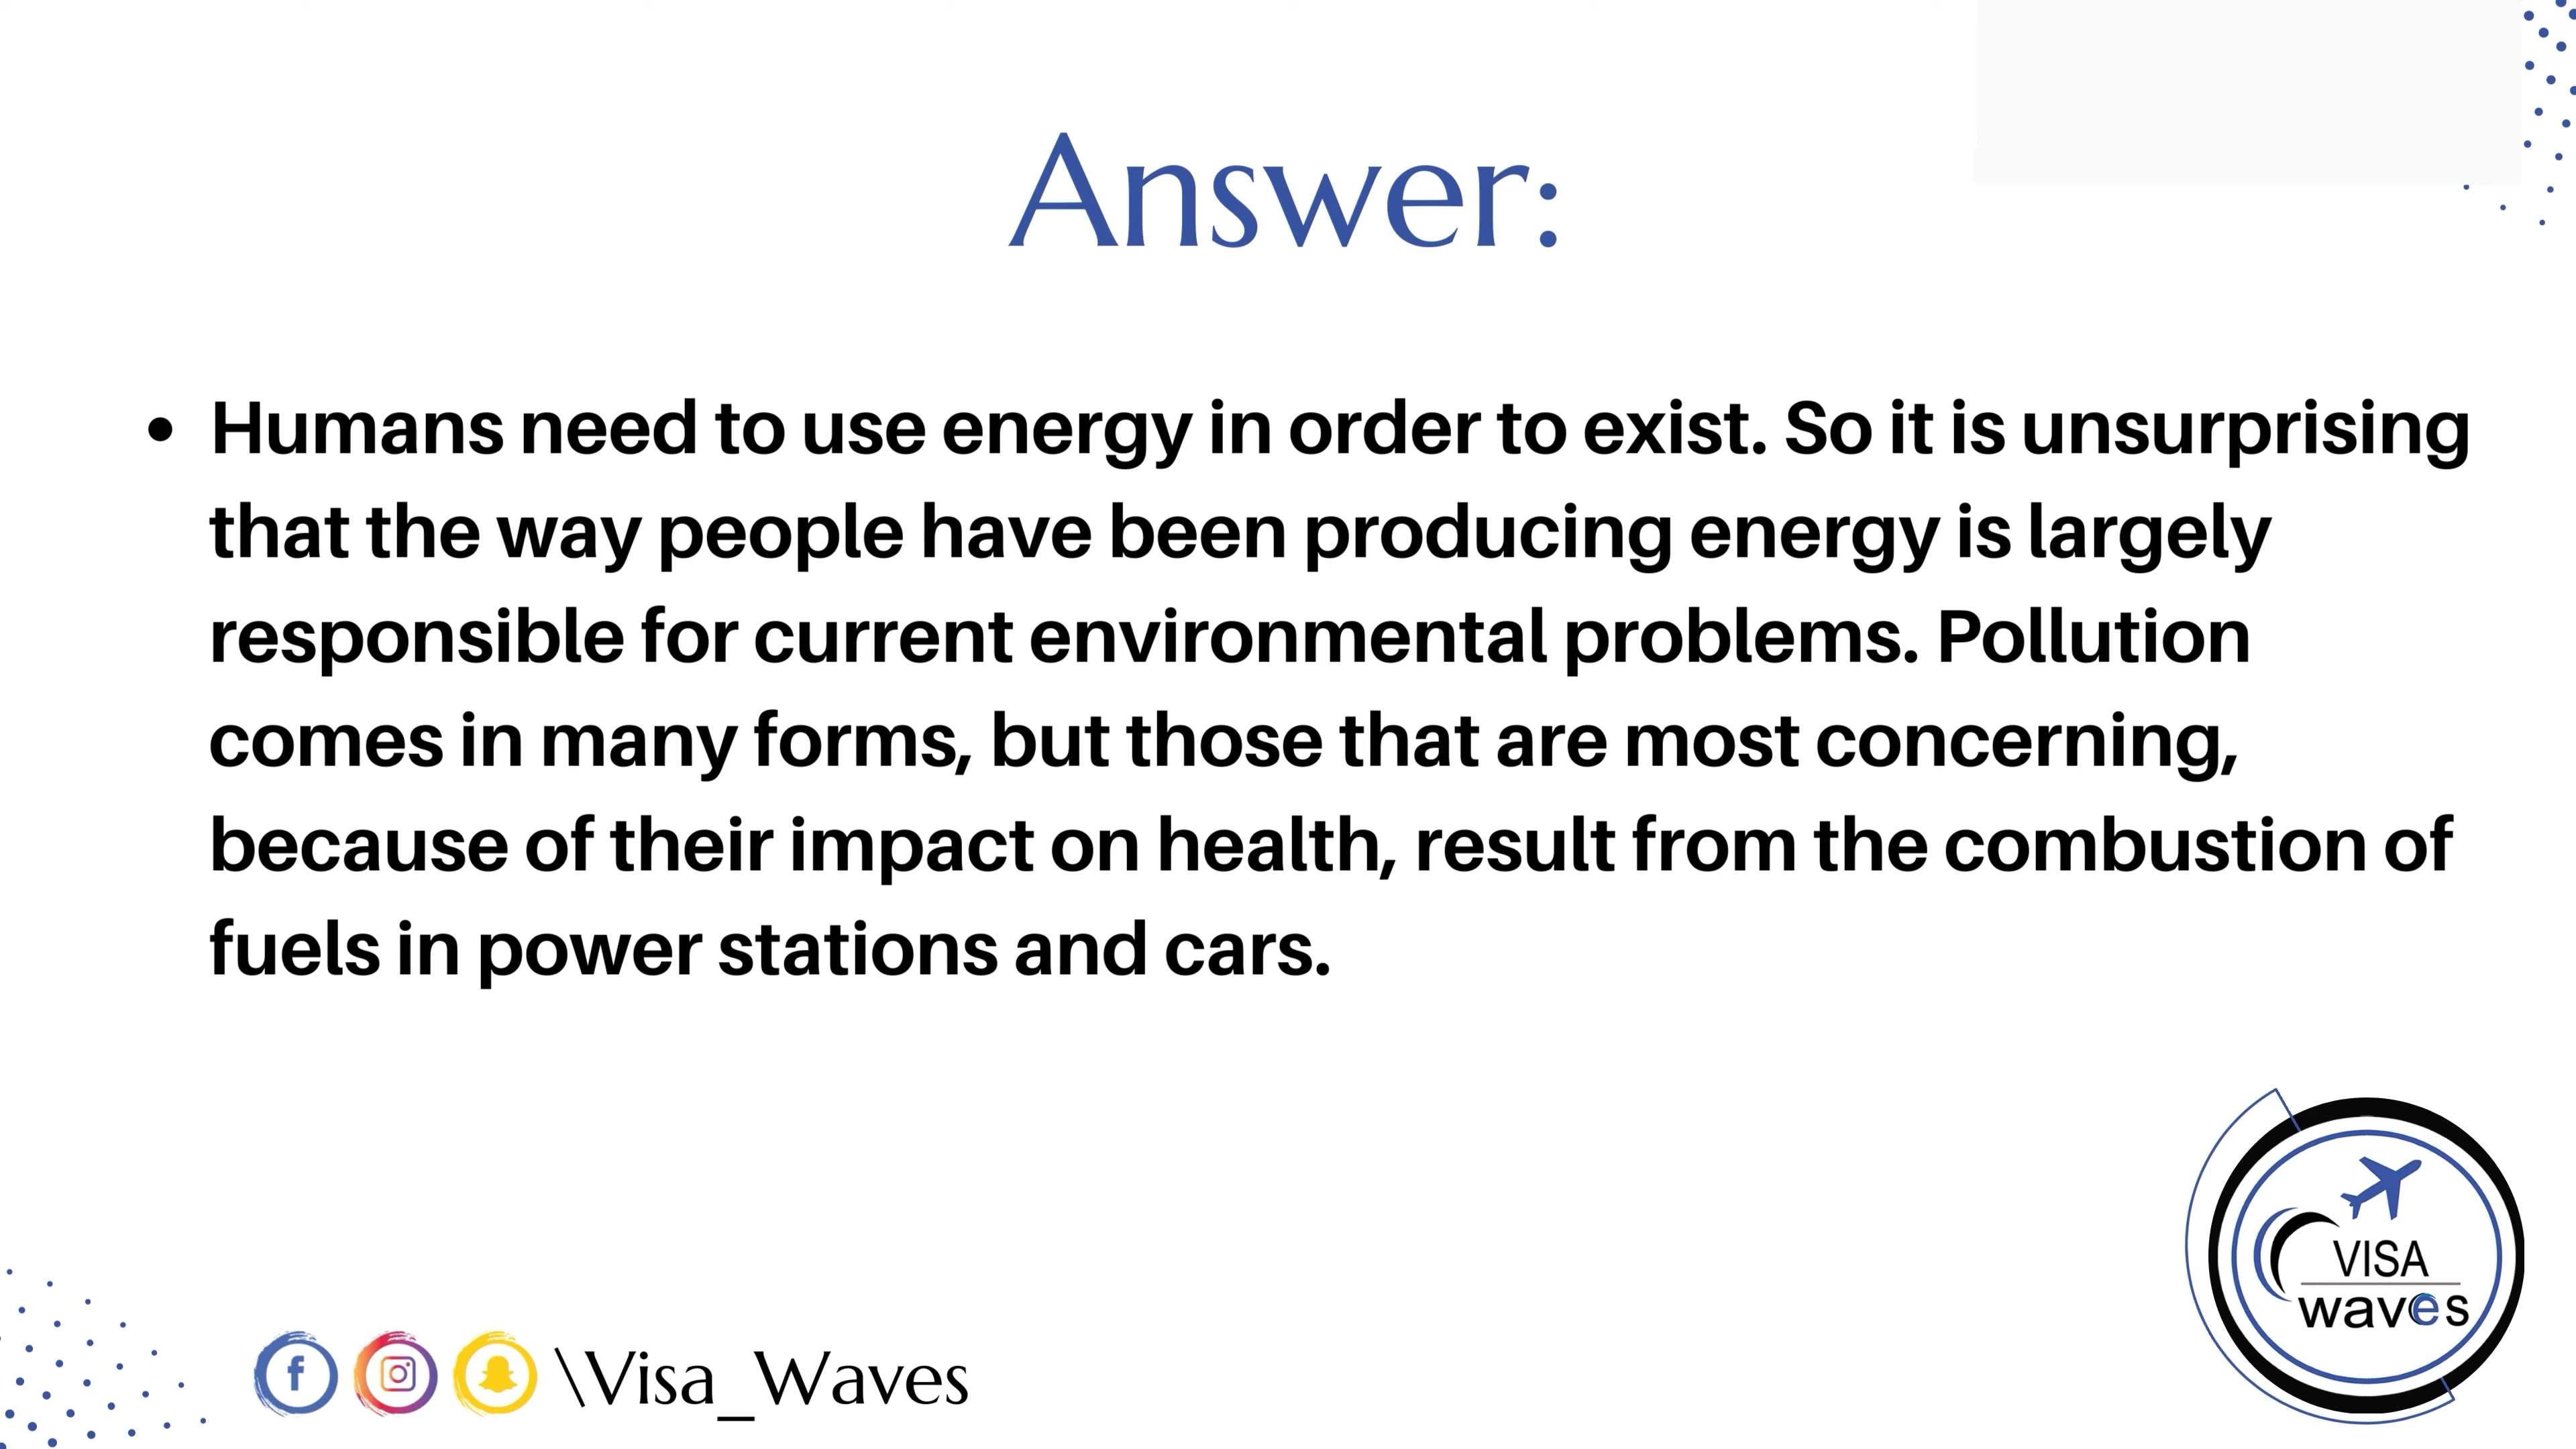 Answer:
• Humans need to use energy in order to exist. So it is unsurprising
that the way people have been producing energy is largely
responsible for current environmental problems. Pollution
comes in many forms, but those that are most concerning,
because of their impact on health, result from the combustion of
fuels in power stations and cars.
VISA
waves
\Visa_Waves